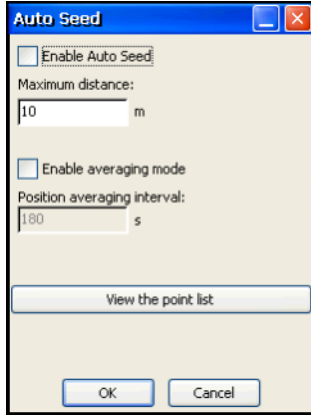 Auto Seed
Enable Auto Seed
Maximum distance:
10 m
Enable averaging mode
Position averaging interval:
180 s
View the point list
OK Cancel